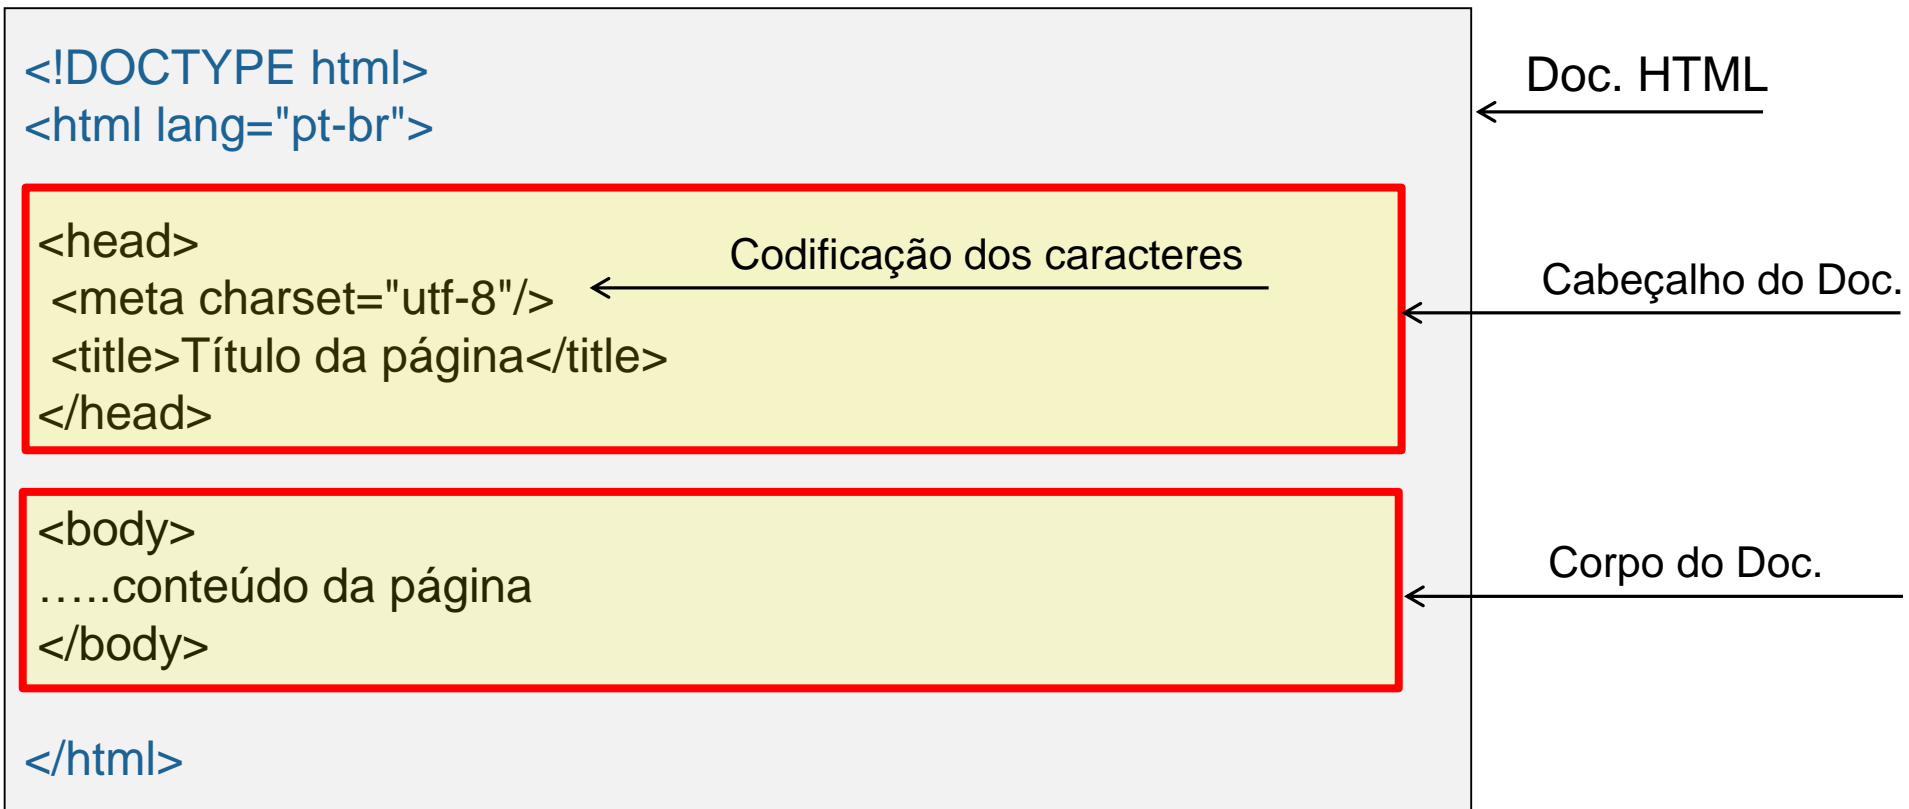 <!DOCTYPE html>
<html lang="pt-br">
Doc. HTML
<head>
<meta charset="utf-8"/>
Codificação dos caracteres
<title>Título da página</title>
</head>
Cabeçalho do Doc.
<body>
…..conteúdo da página
</body>
Corpo do Doc.
</html>